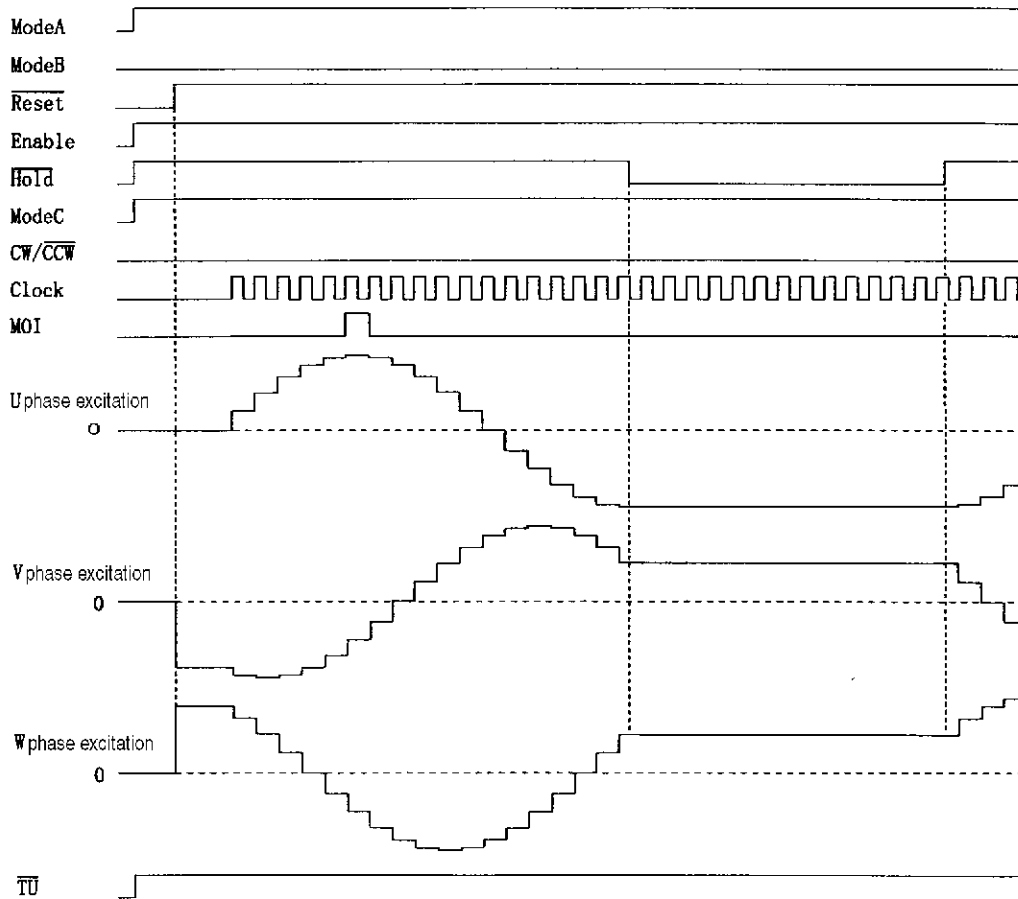 ModeA
ModeB
Reset
Enable
Hold
ModeC
CW/CCW
Clock
MOI
U phase excitation
0
V phase excitation
0
W phase excitation
0
TU